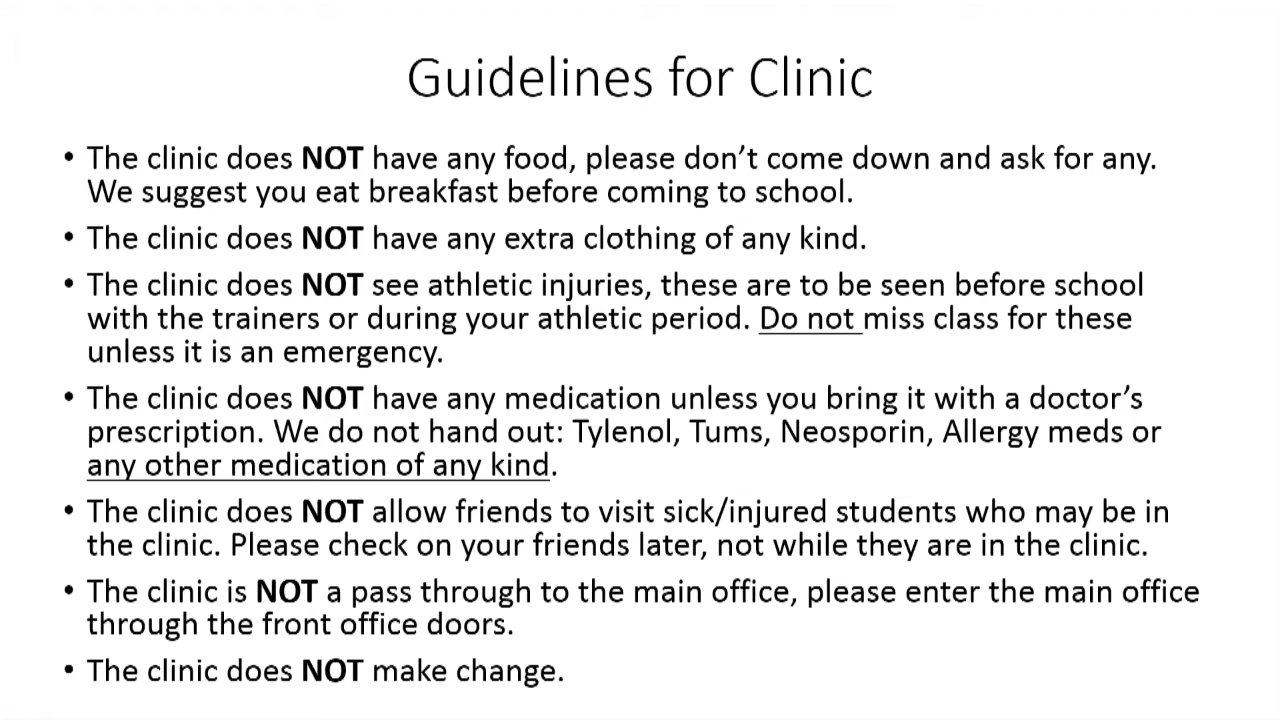 Guidelines for Clinic
• The clinic does NOT have any food, please don’t come down and ask for any.
We suggest you eat breakfast before coming to school.
• The clinic does NOT have any extra clothing of any kind.
• The clinic does NOT see athletic injuries, these are to be seen before school
with the trainers or during your athletic period. Do not miss class for these
unless it is an emergency.
• The clinic does NOT have any medication unless you bring it with a doctor’s
prescription. We do not hand out: Tylenol, Tums, Neosporin, Allergy meds or
any other medication of any kind.
• The clinic does NOT allow friends to visit sick/injured students who may be in
the clinic. Please check on your friends later, not while they are in the clinic.
• The clinic is NOT a pass through to the main office, please enter the main office
through the front office doors.
• The clinic does NOT make change.